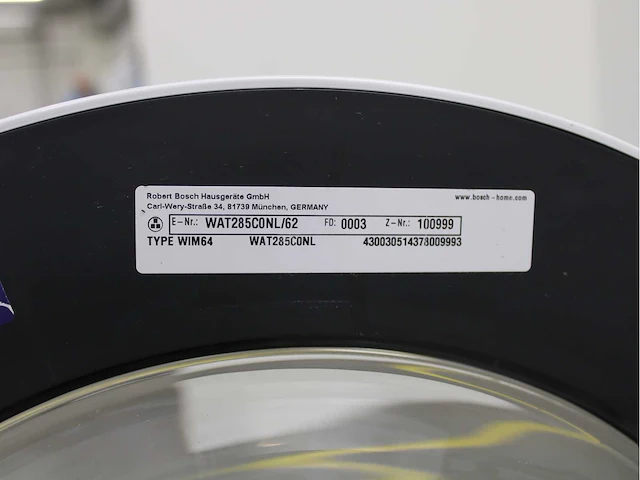 Robert Bosch Hausgeräte GmbH www.bosch-home.com
Carl-Wery-Straße 34, 81739 München, GERMANY
E-Nr.: WAT285C0NL/62 FD: 0003 Z-Nr.: 100999
TYPE WIM64 WAT285C0NL 430030514378009993